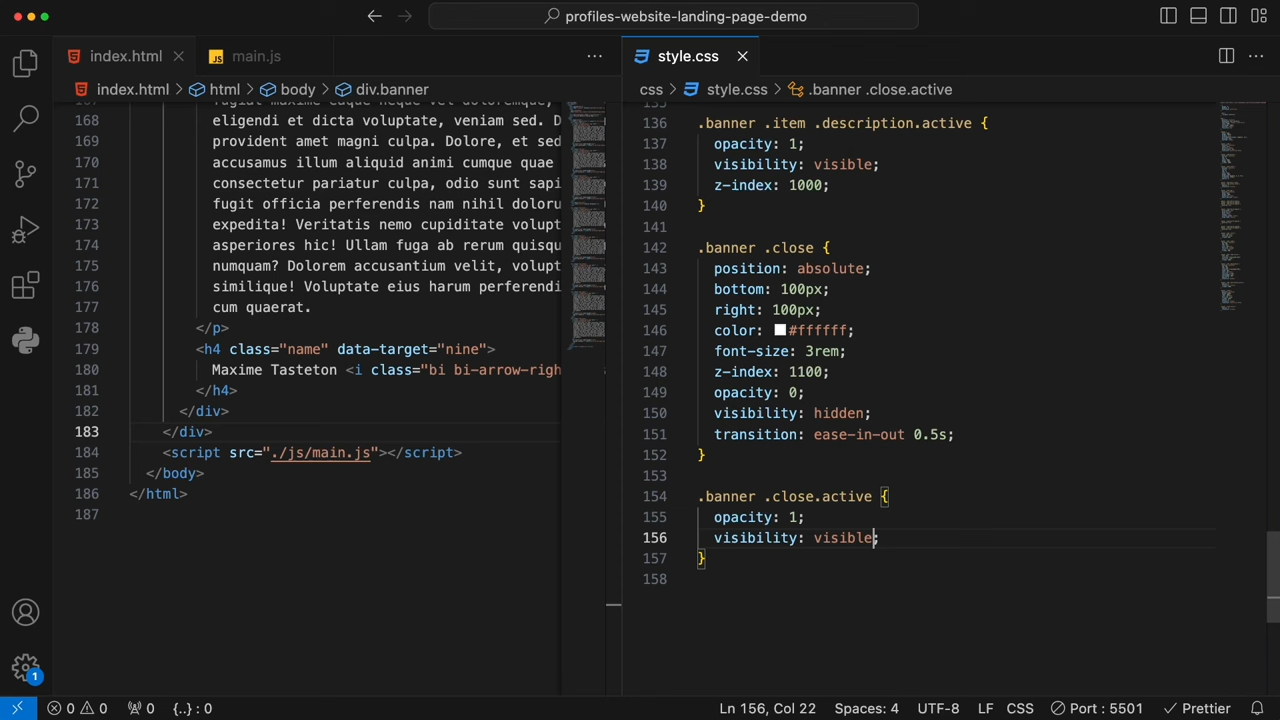 profiles-website-landing-page-demo
index.html
main.js
index.html
html
body
div.banner
167
fugiat maxime eaque neque vel doloremque,
168
eligendi et dicta voluptate, veniam sed. D
169
provident amet magni culpa. Dolore, et sed
170
accusamus illum aliquid animi cumque quae
171
consectetur pariatur culpa, odio sunt sapi
172
fugit officia perferendis nam nihil doloru
173
expedita! Veritatis nemo cupiditate volupt
174
asperiores hic! Ullam fuga ab rerum quisqu
175
numquam? Dolorem accusantium velit, volupt
176
similique! Voluptate eius harum perferendi
177
cum quaerat.
178
</p>
179
<h4 class="name" data-target="nine">
180
Maxime Tasteton <i class="bi bi-arrow-righ
181
</h4>
182
</div>
183
</div>
184
<script src="./js/main.js"></script>
185
</body>
186
</html>
187
style.css
css
style.css
.banner .close.active
135
136
.banner .item .description.active {
137
opacity: 1;
138
visibility: visible;
139
z-index: 1000;
140
}
141
142
.banner .close {
143
position: absolute;
144
bottom: 100px;
145
right: 100px;
146
color: #ffffff;
147
font-size: 3rem;
148
z-index: 1100;
149
opacity: 0;
150
visibility: hidden;
151
transition: ease-in-out 0.5s;
152
}
153
154
.banner .close.active {
155
opacity: 1;
156
visibility: visible;
157
}
158
1
0 0 0 {..} : 0
Ln 156, Col 22 Spaces: 4 UTF-8 LF CSS Port : 5501 Prettier